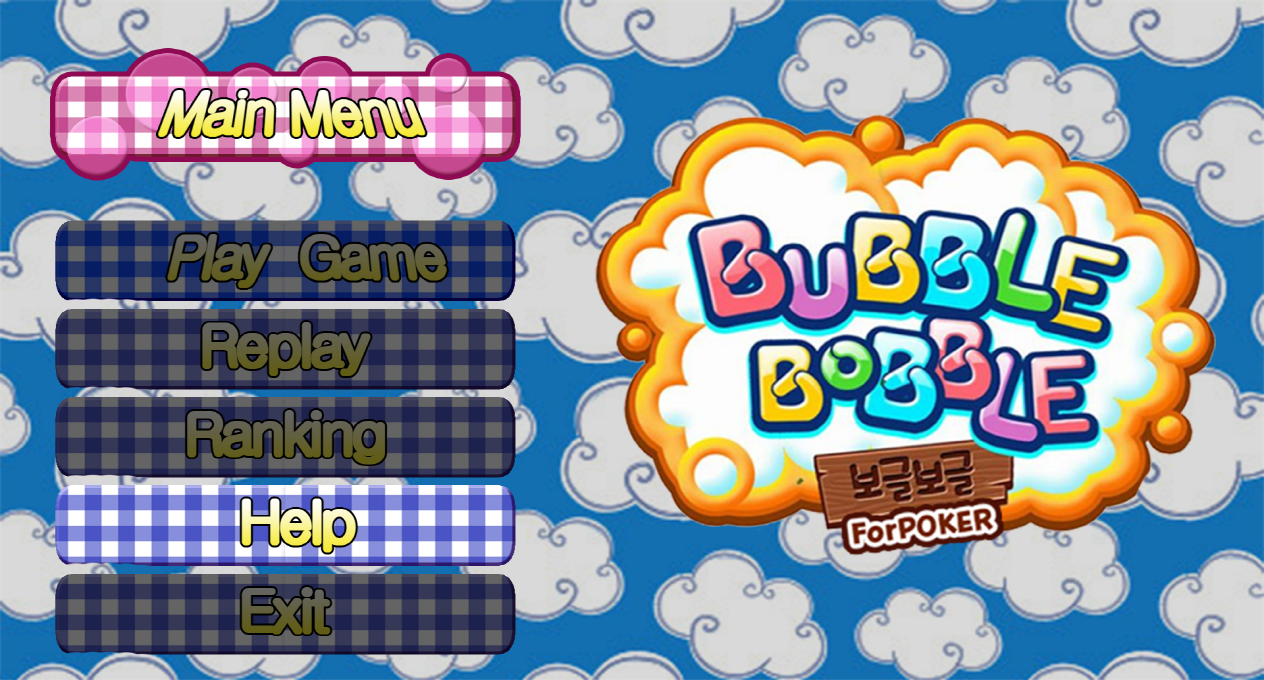 Main Menu
Play Game
Replay
Ranking
Help
Exit
BUBBLE
BOBBLE
보글보글
ForPOKER